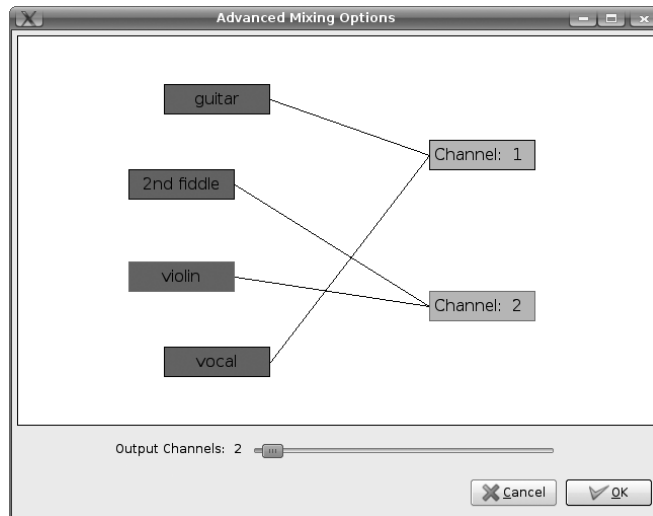 Advanced Mixing Options
guitar
Channel: 1
2nd fiddle
violin
Channel: 2
vocal
Output Channels: 2
Cancel
OK